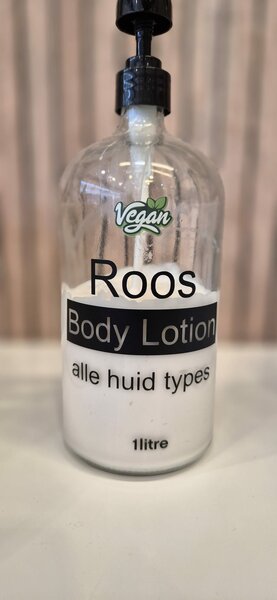 Vegan
Roos
Body Lotion
alle huid types
1litre